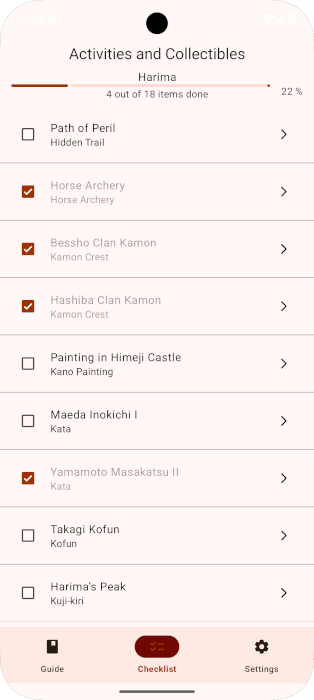 Activities and Collectibles
Harima
4 out of 18 items done
22 %
Path of Peril
Hidden Trail
Horse Archery
Horse Archery
Bessho Clan Kamon
Kamon Crest
Hashiba Clan Kamon
Kamon Crest
Painting in Himeji Castle
Kano Painting
Maeda Inokichi I
Kata
Yamamoto Masakatsu II
Kata
Takagi Kofun
Kofun
Harima's Peak
Kuji-kiri
Guide
Checklist
Settings